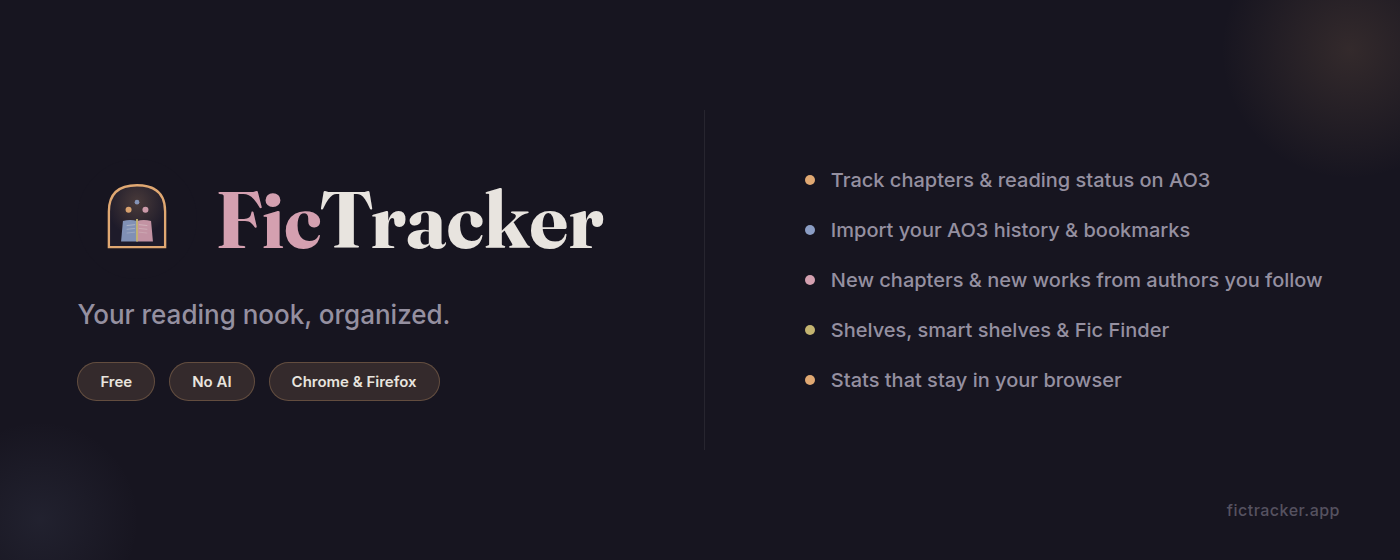 FicTracker
Your reading nook, organized.
Free
No AI
Chrome & Firefox
Track chapters & reading status on AO3
Import your AO3 history & bookmarks
New chapters & new works from authors you follow
Shelves, smart shelves & Fic Finder
Stats that stay in your browser
fictracker.app